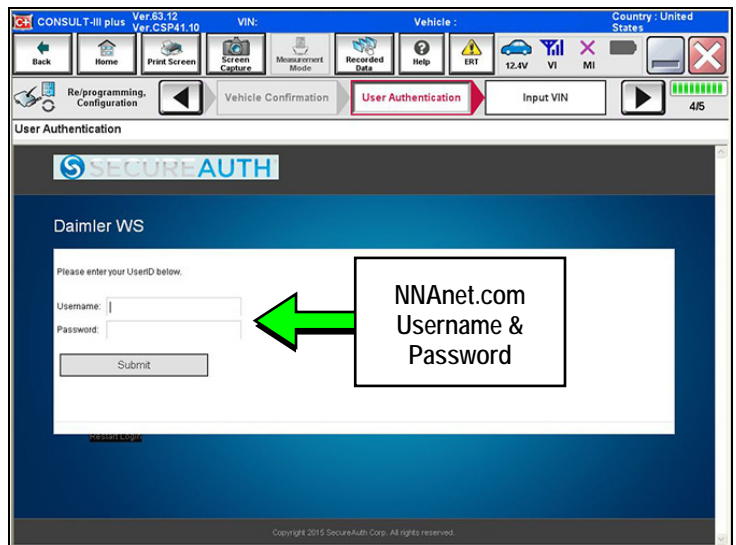 CONSULT-III plus
Ver.63.12
Ver.CSP41.10
VIN:
Vehicle :
Country : United
States
Back
Home
Print Screen
Screen
Capture
Measurement
Mode
Recorded
Data
Help
ERT
12.4V
VI
MI
Re/programming,
Configuration
Vehicle Confirmation
User Authentication
Input VIN
4/5
User Authentication
SECUREAUTH
Daimler WS
Please enter your UserID below.
Username:
Password:
Submit
NNAnet.com
Username &
Password
Restart Login
Copyright 2015 SecureAuth Corp. All rights reserved.